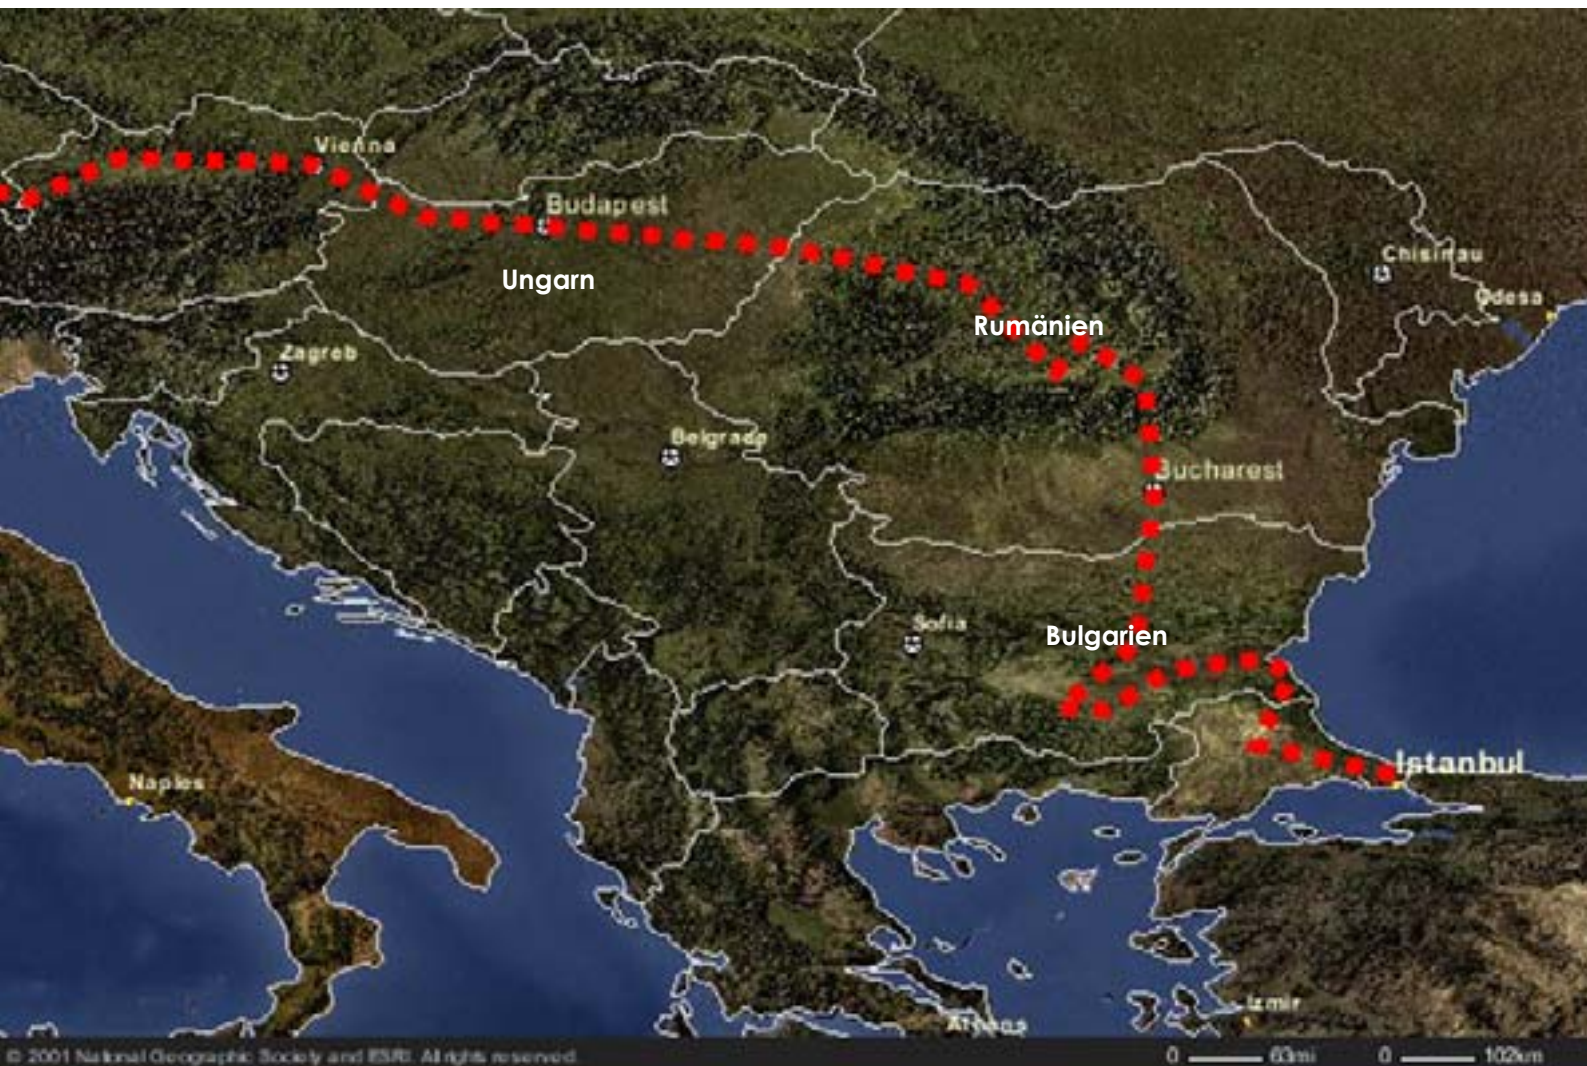 Vienna
Budapest
Ungarn
Chisinau
Odesa
Rumänien
Zagreb
Belgrade
Bucharest
Sofia
Bulgarien
Istanbul
Naples
Izmir
© 2001 National Geographic Society and ESRI. All rights reserved.
0 63mi 0 102km